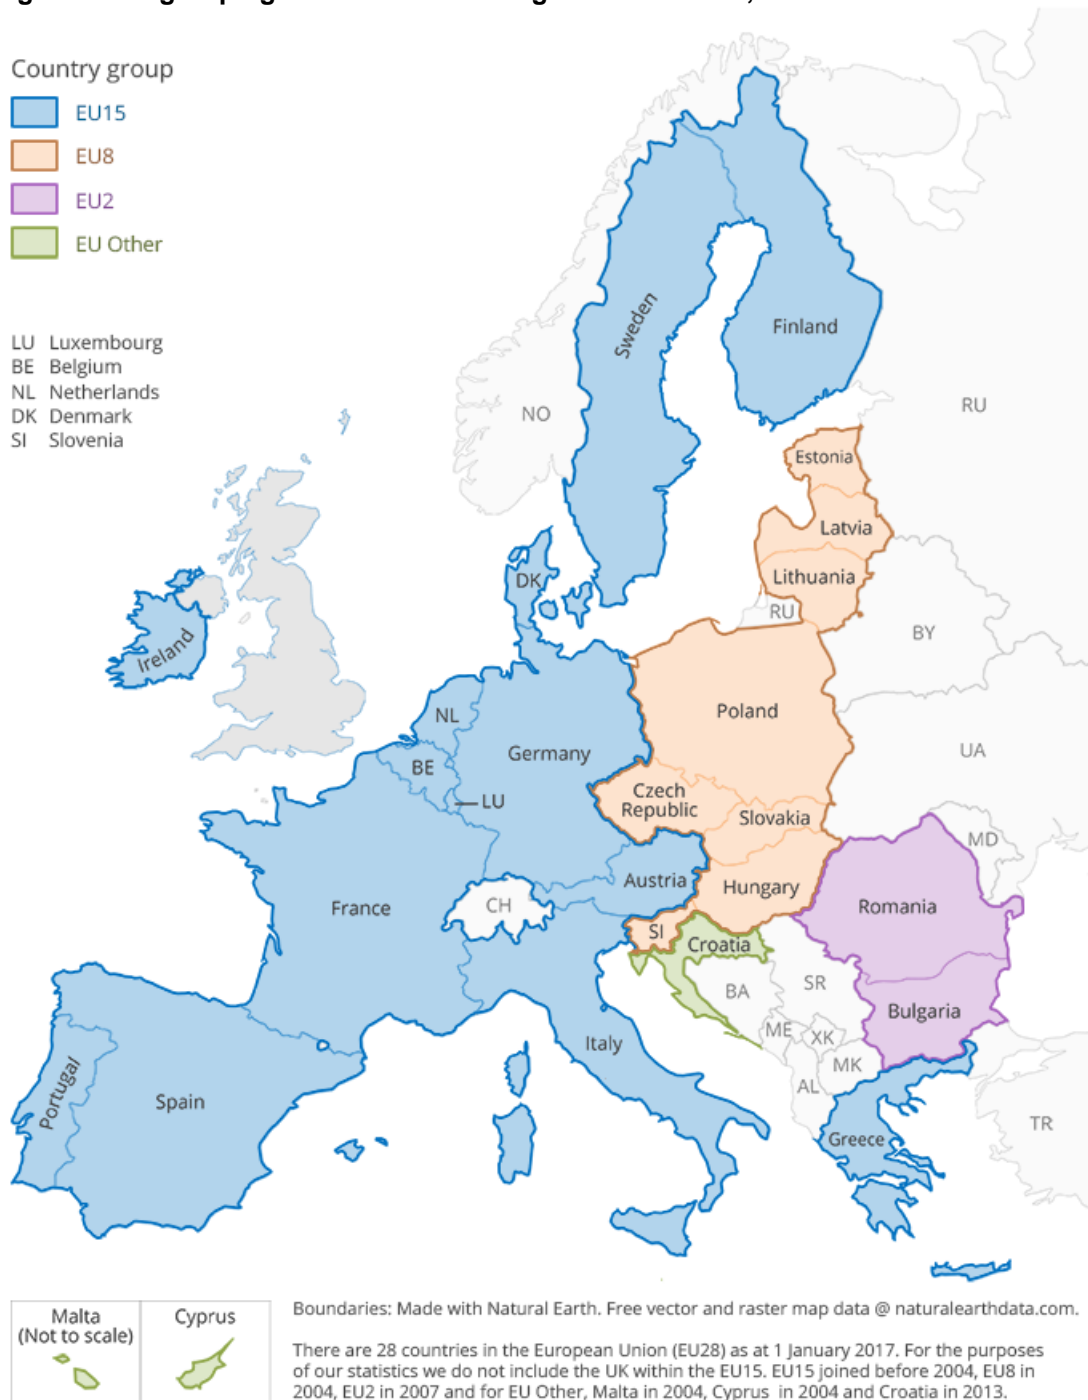 Country group
EU15
EU8
EU2
EU Other
LU Luxembourg
BE Belgium
NL Netherlands
DK Denmark
SI Slovenia
Sweden
Finland
NO
RU
Estonia
Latvia
Lithuania
DK
RU
BY
Ireland
Poland
NL
Germany
UA
BE
LU
Czech
Republic
Slovakia
MD
Austria
Hungary
France
CH
Romania
SI
Croatia
BA
SR
Bulgaria
ME
XK
Italy
MK
AL
Portugal
Spain
Greece
TR
Malta
(Not to scale)
Cyprus
Boundaries: Made with Natural Earth. Free vector and raster map data @ naturalearthdata.com.
There are 28 countries in the European Union (EU28) as at 1 January 2017. For the purposes
of our statistics we do not include the UK within the EU15. EU15 joined before 2004, EU8 in
2004, EU2 in 2007 and for EU Other, Malta in 2004, Cyprus in 2004 and Croatia in 2013.